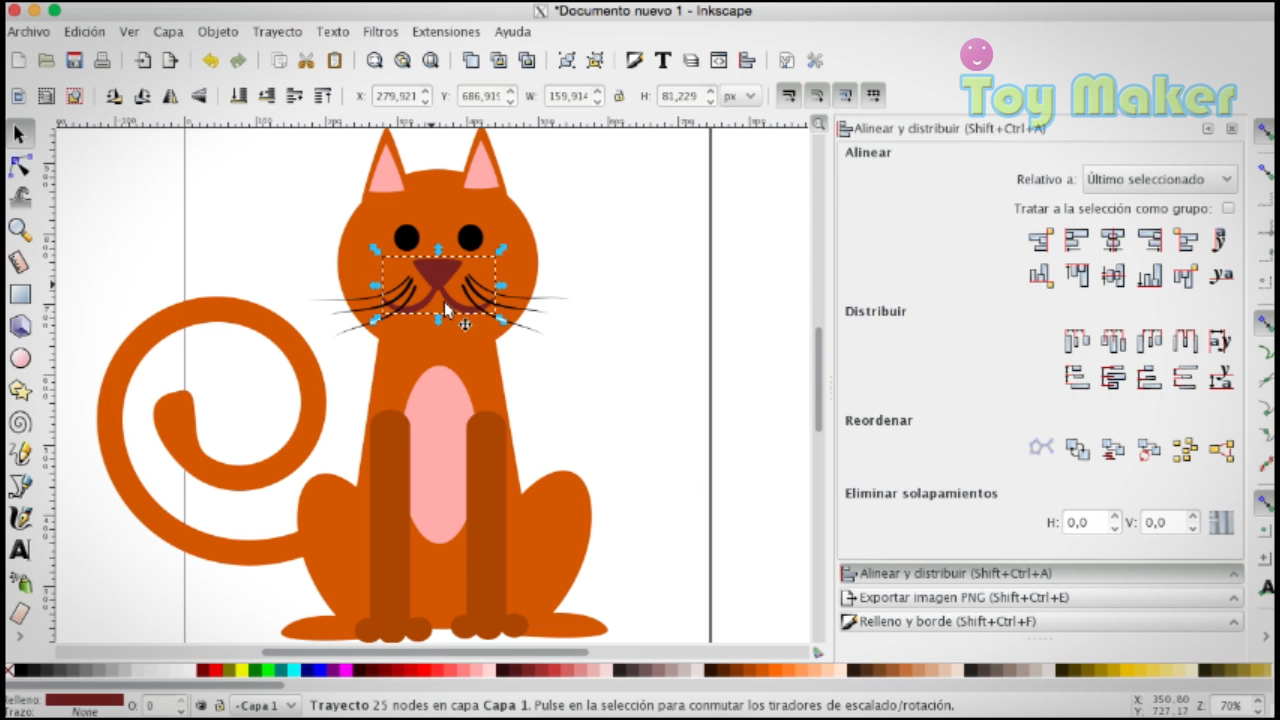 *Documento nuevo 1 - Inkscape
Archivo Edición Ver Capa Objeto Trayecto Texto Filtros Extensiones Ayuda
X: 279,921 Y: 686,919 W: 159,914 H: 81,229 px
Toy Maker
Alinear y distribuir (Shift+Ctrl+A)
Alinear
Relativo a: Último seleccionado
Tratar a la selección como grupo:
Distribuir
Reordenar
Eliminar solapamientos
H: 0,0 V: 0,0
Alinear y distribuir (Shift+Ctrl+A)
Exportar imagen PNG (Shift+Ctrl+E)
Relleno y borde (Shift+Ctrl+F)
Relleno:
Trazo: None
O: 0
Capa 1
Trayecto 25 nodes en capa Capa 1. Pulse en la selección para conmutar los tiradores de escalado/rotación.
X: 350,80
Y: 727,17
Z: 70%